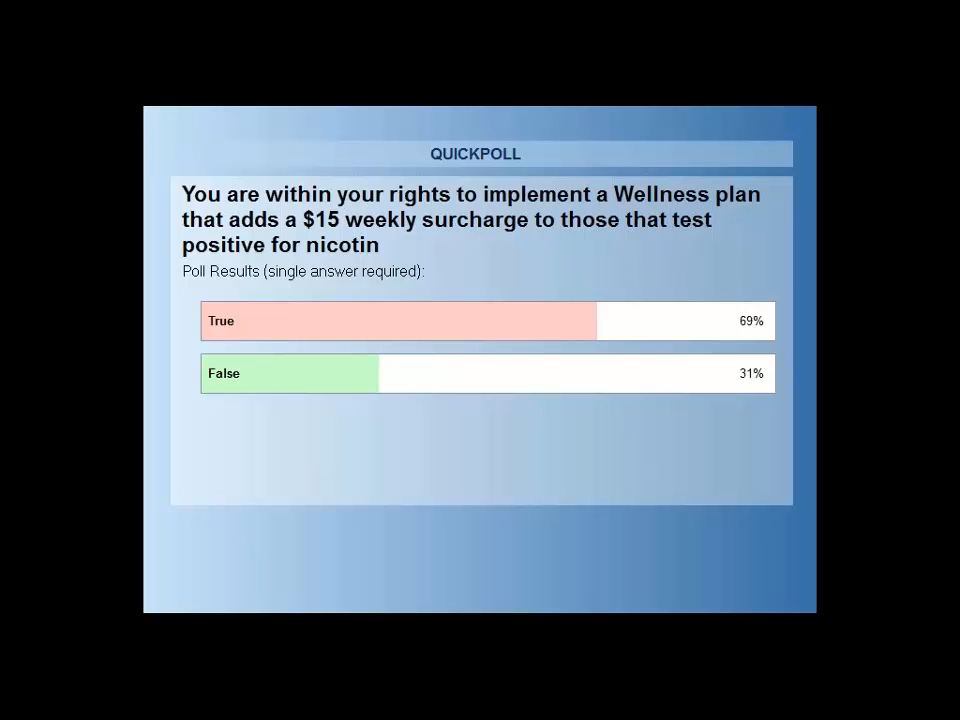 QUICKPOLL
You are within your rights to implement a Wellness plan
that adds a $15 weekly surcharge to those that test
positive for nicotin
Poll Results (single answer required):
True 69%
False 31%